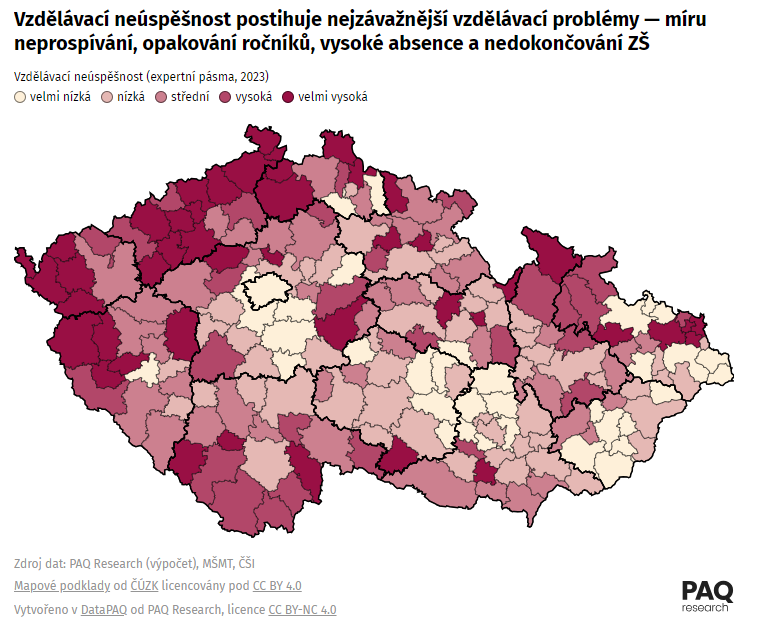 Vzdělávací neúspěšnost postihuje nejzávažnější vzdělávací problémy — míru
neprospívání, opakování ročníků, vysoké absence a nedokončování ZŠ
Vzdělávací neúspěšnost (expertní pásma, 2023)
velmi nízká nízká střední vysoká velmi vysoká
Zdroj dat: PAQ Research (výpočet), MŠMT, ČŠI
Mapové podklady od ČÚZK licencovány pod CC BY 4.0
Vytvořeno v DataPAQ od PAQ Research, licence CC BY-NC 4.0
PAQ
research